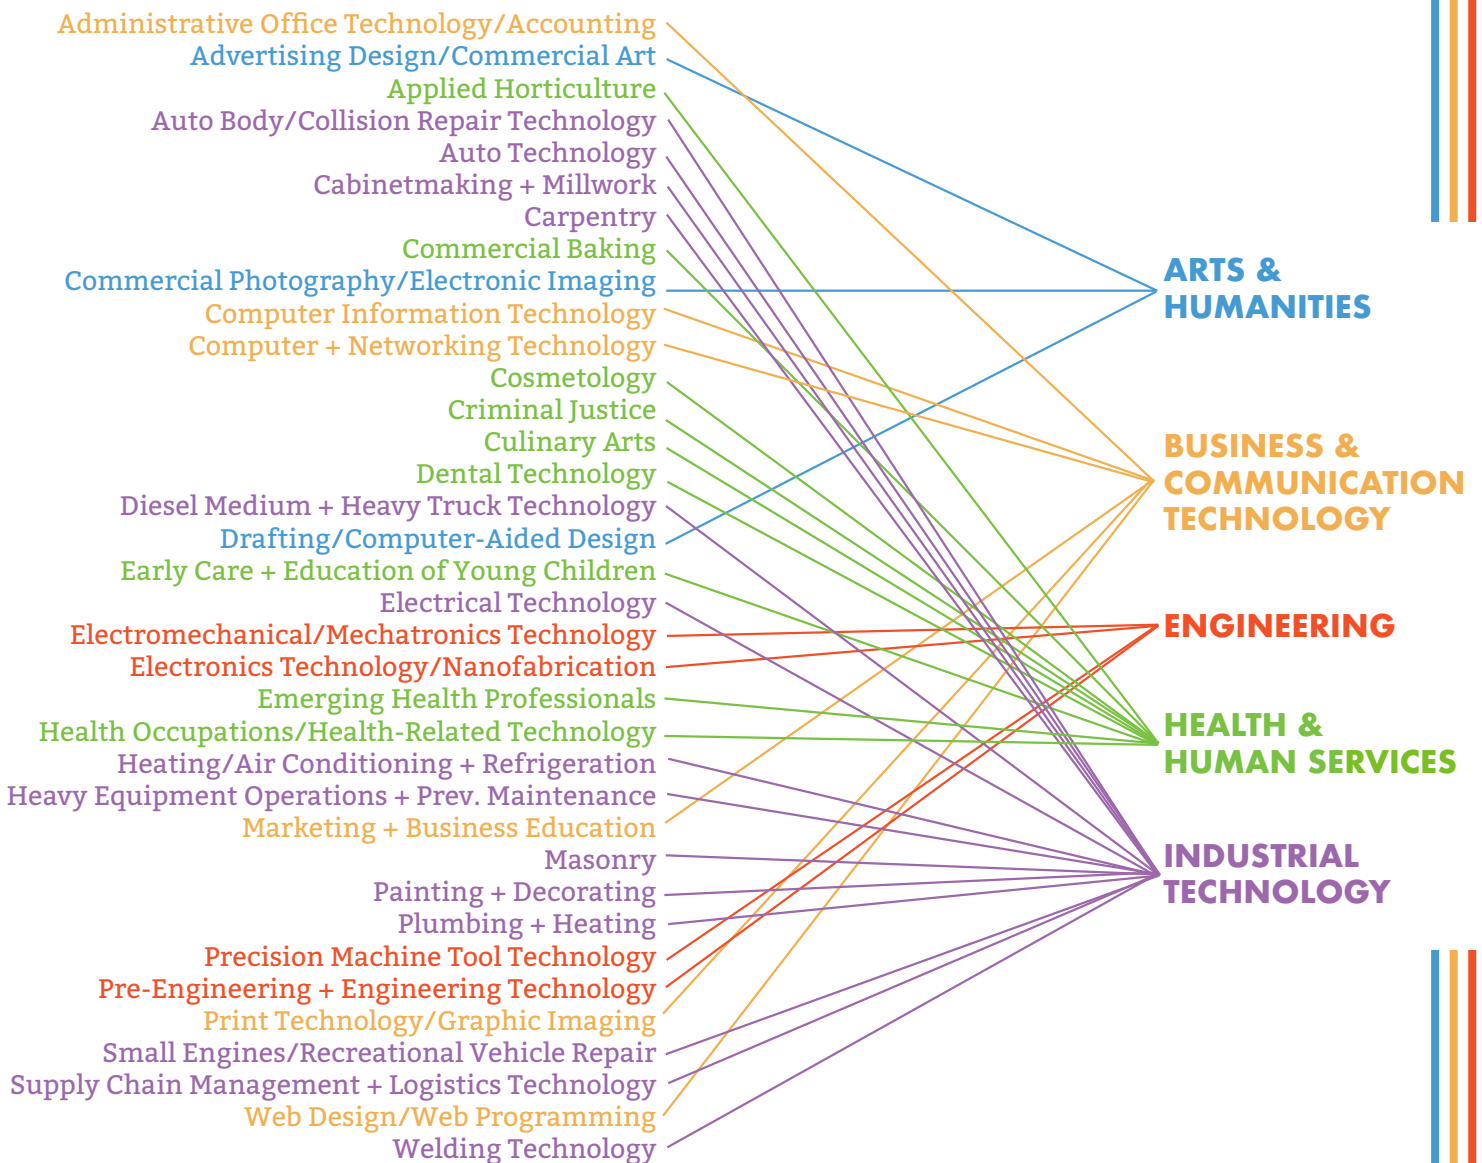 Administrative Office Technology/Accounting
Advertising Design/Commercial Art
Applied Horticulture
Auto Body/Collision Repair Technology
Auto Technology
Cabinetmaking + Millwork
Carpentry
Commercial Baking
Commercial Photography/Electronic Imaging
Computer Information Technology
Computer + Networking Technology
Cosmetology
Criminal Justice
Culinary Arts
Dental Technology
Diesel Medium + Heavy Truck Technology
Drafting/Computer-Aided Design
Early Care + Education of Young Children
Electrical Technology
Electromechanical/Mechatronics Technology
Electronics Technology/Nanofabrication
Emerging Health Professionals
Health Occupations/Health-Related Technology
Heating/Air Conditioning + Refrigeration
Heavy Equipment Operations + Prev. Maintenance
Marketing + Business Education
Masonry
Painting + Decorating
Plumbing + Heating
Precision Machine Tool Technology
Pre-Engineering + Engineering Technology
Print Technology/Graphic Imaging
Small Engines/Recreational Vehicle Repair
Supply Chain Management + Logistics Technology
Web Design/Web Programming
Welding Technology
ARTS &
HUMANITIES
BUSINESS &
COMMUNICATION
TECHNOLOGY
ENGINEERING
HEALTH &
HUMAN SERVICES
INDUSTRIAL
TECHNOLOGY